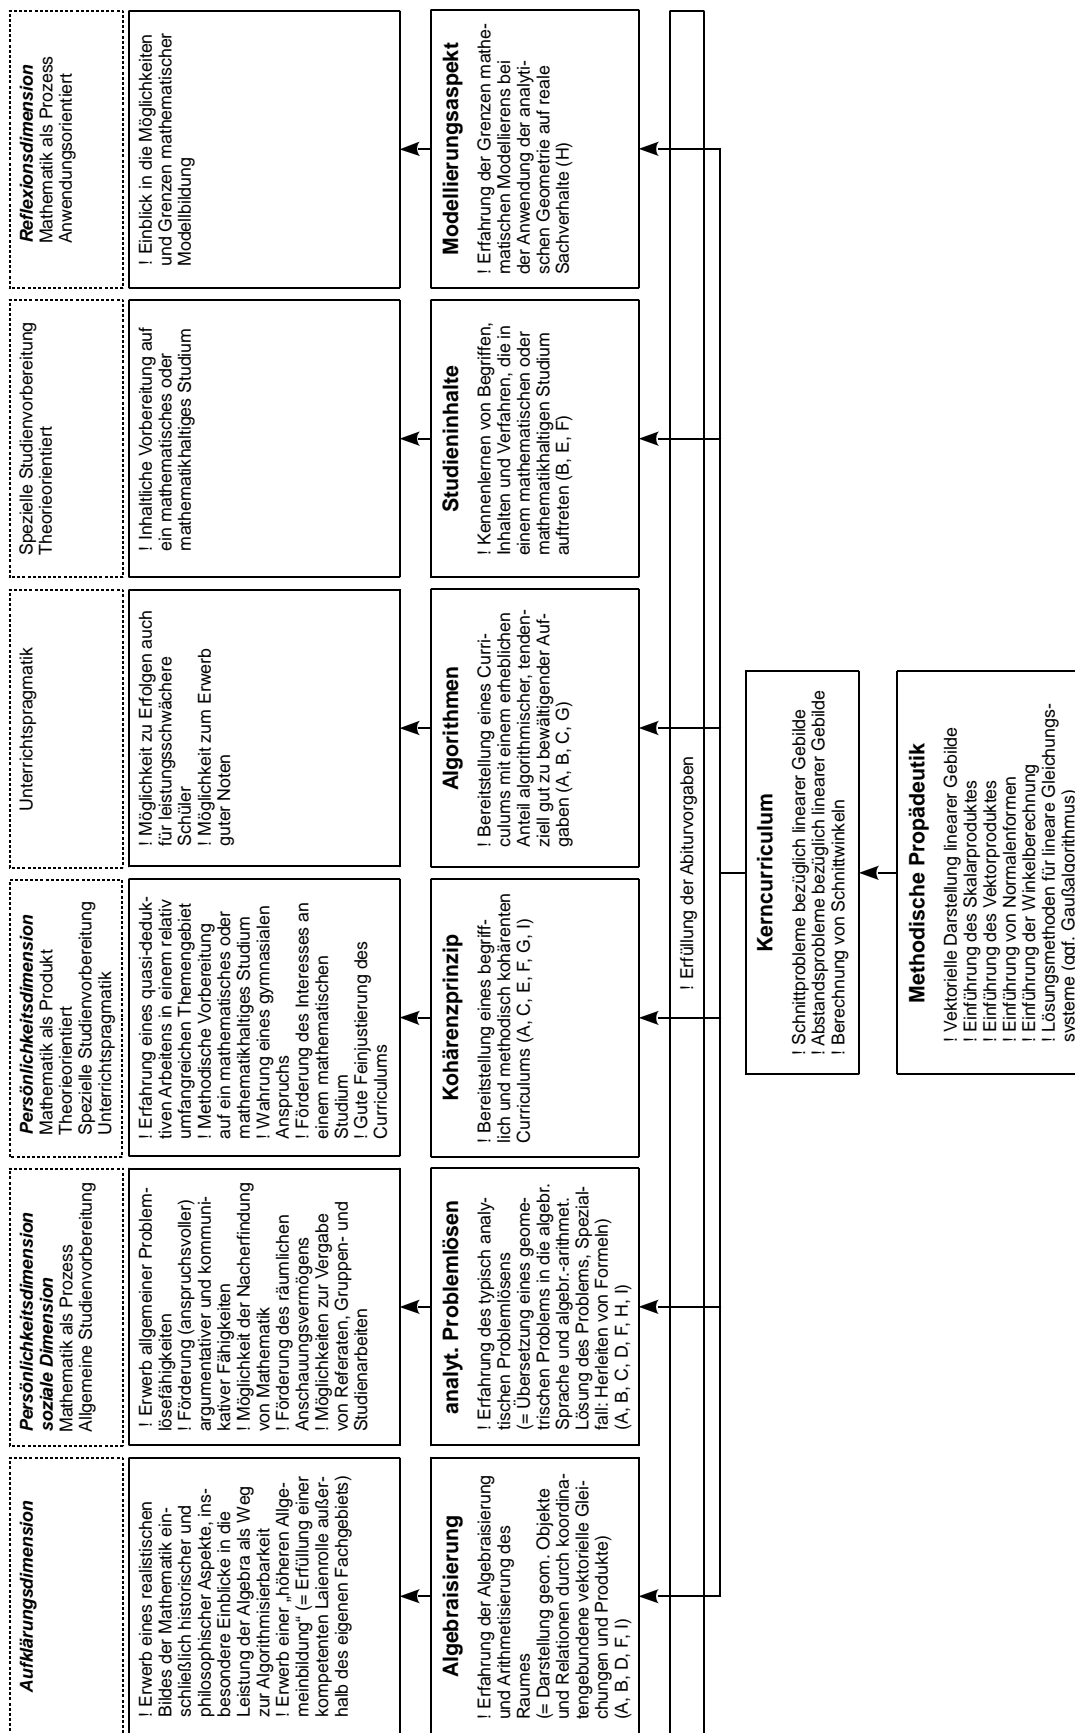 Aufklärungsdimension
Persönlichkeitsdimension
soziale Dimension
Mathematik als Prozess
Allgemeine Studienvorbereitung
Persönlichkeitsdimension
Mathematik als Produkt
Theorieorientiert
Spezielle Studienvorbereitung
Unterrichtspragmatik
Unterrichtspragmatik
Spezielle Studienvorbereitung
Theorieorientiert
Reflexionsdimension
Mathematik als Prozess
Anwendungsorientiert
! Erwerb eines realistischen
Bildes der Mathematik ein-
schließlich historischer und
philosophischer Aspekte, ins-
besondere Einblicke in die
Leistung der Algebra als Weg
zur Algorithmisierbarkeit
! Erwerb einer „höheren Allge-
meinbildung“ (= Erfüllung einer
kompetenten Laienrolle außer-
halb des eigenen Fachgebiets)
! Erwerb allgemeiner Problem-
lösefähigkeiten
! Förderung (anspruchsvoller)
argumentativer und kommuni-
kativer Fähigkeiten
! Möglichkeit der Nacherfindung
von Mathematik
! Förderung des räumlichen
Anschauungsvermögens
! Möglichkeiten zur Vergabe
von Referaten, Gruppen- und
Studienarbeiten
! Erfahrung eines quasi-deduk-
tiven Arbeitens in einem relativ
umfangreichen Themengebiet
! Methodische Vorbereitung
auf ein mathematisches oder
mathematikhaltiges Studium
! Wahrung eines gymnasialen
Anspruchs
! Förderung des Interesses an
einem mathematischen
Studium
! Gute Feinjustierung des
Curriculums
! Möglichkeit zu Erfolgen auch
für leistungsschwächere
Schüler
! Möglichkeit zum Erwerb
guter Noten
! Inhaltliche Vorbereitung auf
ein mathematisches oder
mathematikhaltiges Studium
! Einblick in die Möglichkeiten
und Grenzen mathematischer
Modellbildung
Algebraisierung
! Erfahrung der Algebraisierung
und Arithmetisierung des
Raumes
(= Darstellung geom. Objekte
und Relationen durch koordina-
tengebundene vektorielle Glei-
chungen und Produkte)
(A, B, D, F, I)
analyt. Problemlösen
! Erfahrung des typisch analy-
tischen Problemlösens
(= Übersetzung eines geome-
trischen Problems in die algebr.
Sprache und algebr.-arithmet.
Lösung des Problems, Spezial-
fall: Herleiten von Formeln)
(A, B, C, D, F, H, I)
Kohärenzprinzip
! Bereitstellung eines begriff-
lich und methodisch kohärenten
Curriculums (A, C, E, F, G, I)
Algorithmen
! Bereitstellung eines Curri-
culums mit einem erheblichen
Anteil algorithmischer, tenden-
ziell gut zu bewältigender Auf-
gaben (A, B, C, G)
Studieninhalte
! Kennenlernen von Begriffen,
Inhalten und Verfahren, die in
einem mathematischen oder
mathematikhaltigen Studium
auftreten (B, E, F)
Modellierungsaspekt
! Erfahrung der Grenzen mathe-
matischen Modellierens bei
der Anwendung der analyti-
schen Geometrie auf reale
Sachverhalte (H)
! Erfüllung der Abiturvorgaben
Kerncurriculum
! Schnittprobleme bezüglich linearer Gebilde
! Abstandsprobleme bezüglich linearer Gebilde
! Berechnung von Schnittwinkeln
Methodische Propädeutik
! Vektorielle Darstellung linearer Gebilde
! Einführung des Skalarproduktes
! Einführung des Vektorproduktes
! Einführung von Normalenformen
! Einführung der Winkelberechnung
! Lösungsmethoden für lineare Gleichungs-
systeme (ggf. Gaußalgorithmus)